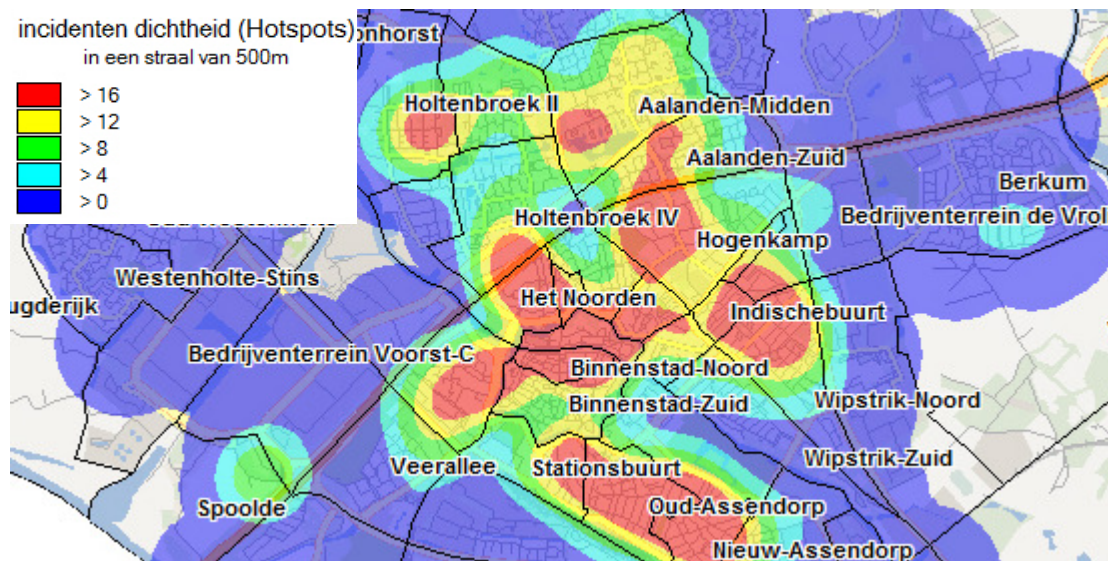 incidenten dichtheid (Hotspots)
in een straal van 500m
> 16
> 12
> 8
> 4
> 0
onhorst
Holtenbroek II
Aalanden-Midden
Aalanden-Zuid
Berkum
Holtenbroek IV
Bedrijventerrein de Vrol
Hogenkamp
Westenholte-Stins
ugderijk
Het Noorden
Indischebuurt
Bedrijventerrein Voorst-C
Binnenstad-Noord
Binnenstad-Zuid
Wipstrik-Noord
Veerallee
Stationsbuurt
Wipstrik-Zuid
Spoolde
Oud-Assendorp
Nieuw-Assendorp